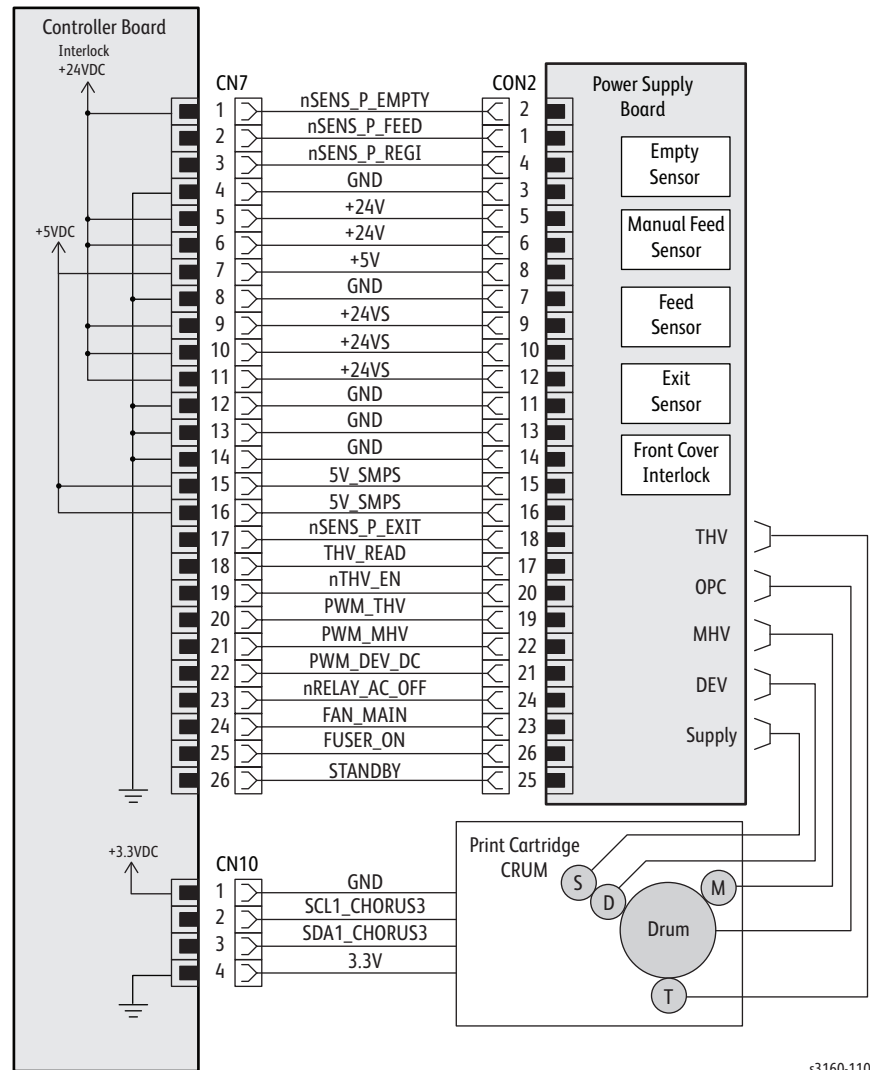 Controller Board
Interlock
+24VDC
+5VDC
CN7
CON2
Power Supply
Board
1 nSENS_P_EMPTY 2
2 nSENS_P_FEED 1
3 nSENS_P_REGI 4
4 GND 3
5 +24V 5
6 +24V 6
7 +5V 8
8 GND 7
9 +24VS 9
10 +24VS 10
11 +24VS 12
12 GND 11
13 GND 13
14 GND 14
15 5V_SMPS 15
16 5V_SMPS 16
17 nSENS_P_EXIT 18
18 THV_READ 17
19 nTHV_EN 20
20 PWM_THV 19
21 PWM_MHV 22
22 PWM_DEV_DC 21
23 nRELAY_AC_OFF 24
24 FAN_MAIN 23
25 FUSER_ON 26
26 STANDBY 25
Empty
Sensor
Manual Feed
Sensor
Feed
Sensor
Exit
Sensor
Front Cover
Interlock
THV
OPC
MHV
DEV
Supply
+3.3VDC
CN10
1 GND
2 SCL1_CHORUS3
3 SDA1_CHORUS3
4 3.3V
Print Cartridge
CRUM
S
D
M
Drum
T
s3160-110